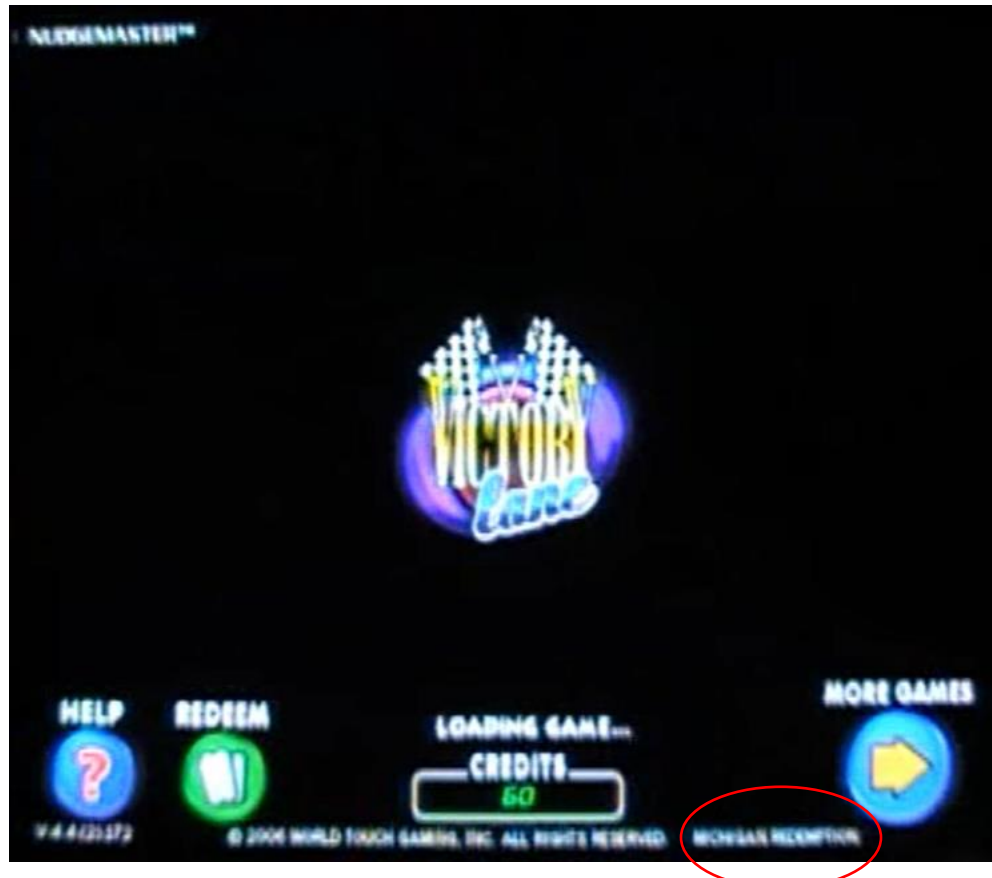 NUDGEMASTER™
VICTORY
Lane
HELP
REDEEM
MORE GAMES
LOADING GAME...
CREDITS
60
© 2006 WORLD TOUCH GAMING, INC. ALL RIGHTS RESERVED.
MICHIGAN REDEMPTION